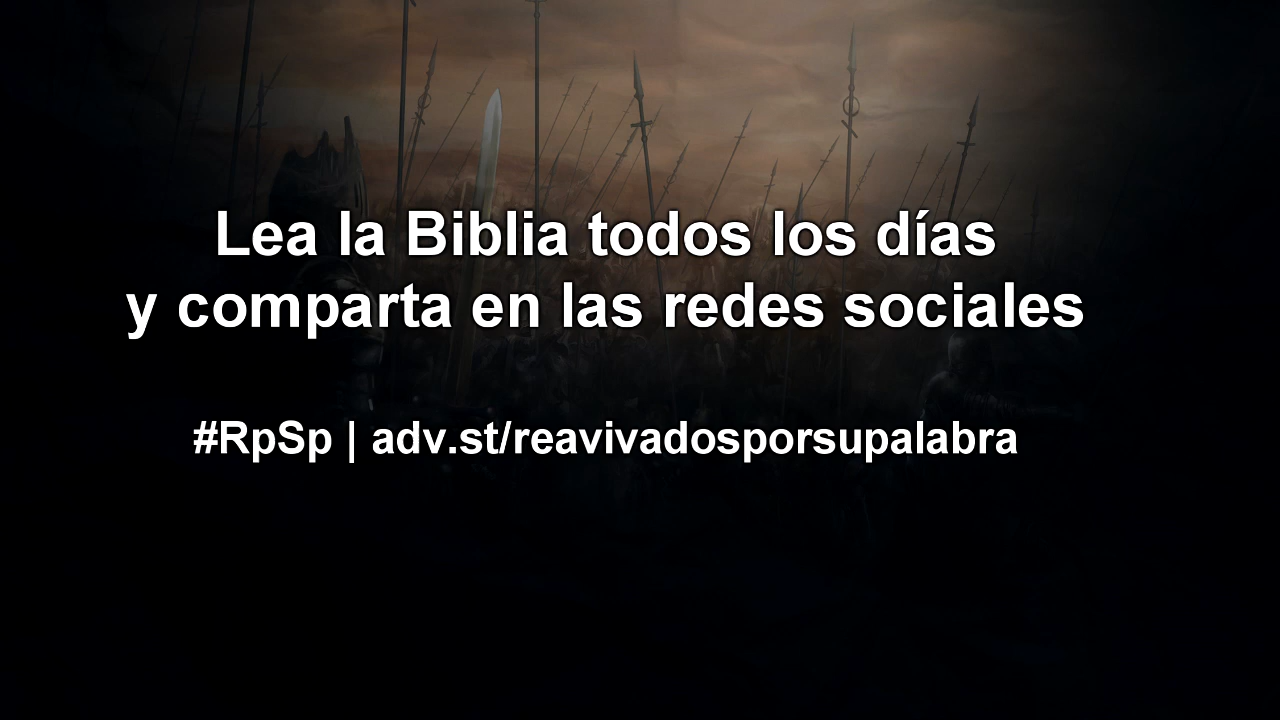 Lea la Biblia todos los días
y comparta en las redes sociales
#RpSp | adv.st/reavivadosporsupalabra